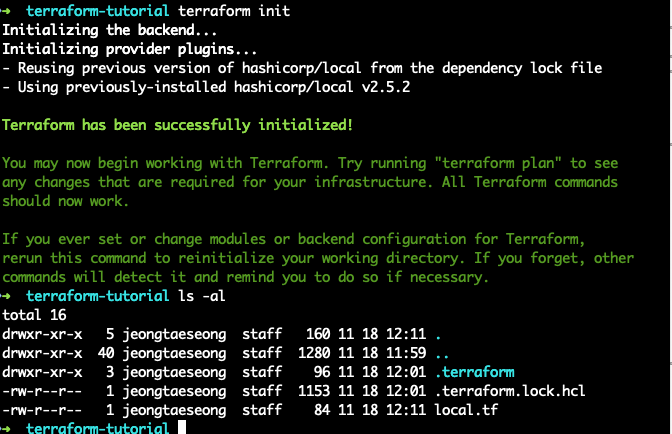 → terraform-tutorial terraform init
Initializing the backend...
Initializing provider plugins...
- Reusing previous version of hashicorp/local from the dependency lock file
- Using previously-installed hashicorp/local v2.5.2
Terraform has been successfully initialized!
You may now begin working with Terraform. Try running "terraform plan" to see
any changes that are required for your infrastructure. All Terraform commands
should now work.
If you ever set or change modules or backend configuration for Terraform,
rerun this command to reinitialize your working directory. If you forget, other
commands will detect it and remind you to do so if necessary.
→ terraform-tutorial ls -al
total 16
drwxr-xr-x 5 jeongtaeseong staff 160 11 18 12:11 .
drwxr-xr-x 40 jeongtaeseong staff 1280 11 18 11:59 ..
drwxr-xr-x 3 jeongtaeseong staff 96 11 18 12:01 .terraform
-rw-r--r-- 1 jeongtaeseong staff 1153 11 18 12:01 .terraform.lock.hcl
-rw-r--r-- 1 jeongtaeseong staff 84 11 18 12:11 local.tf
→ terraform-tutorial